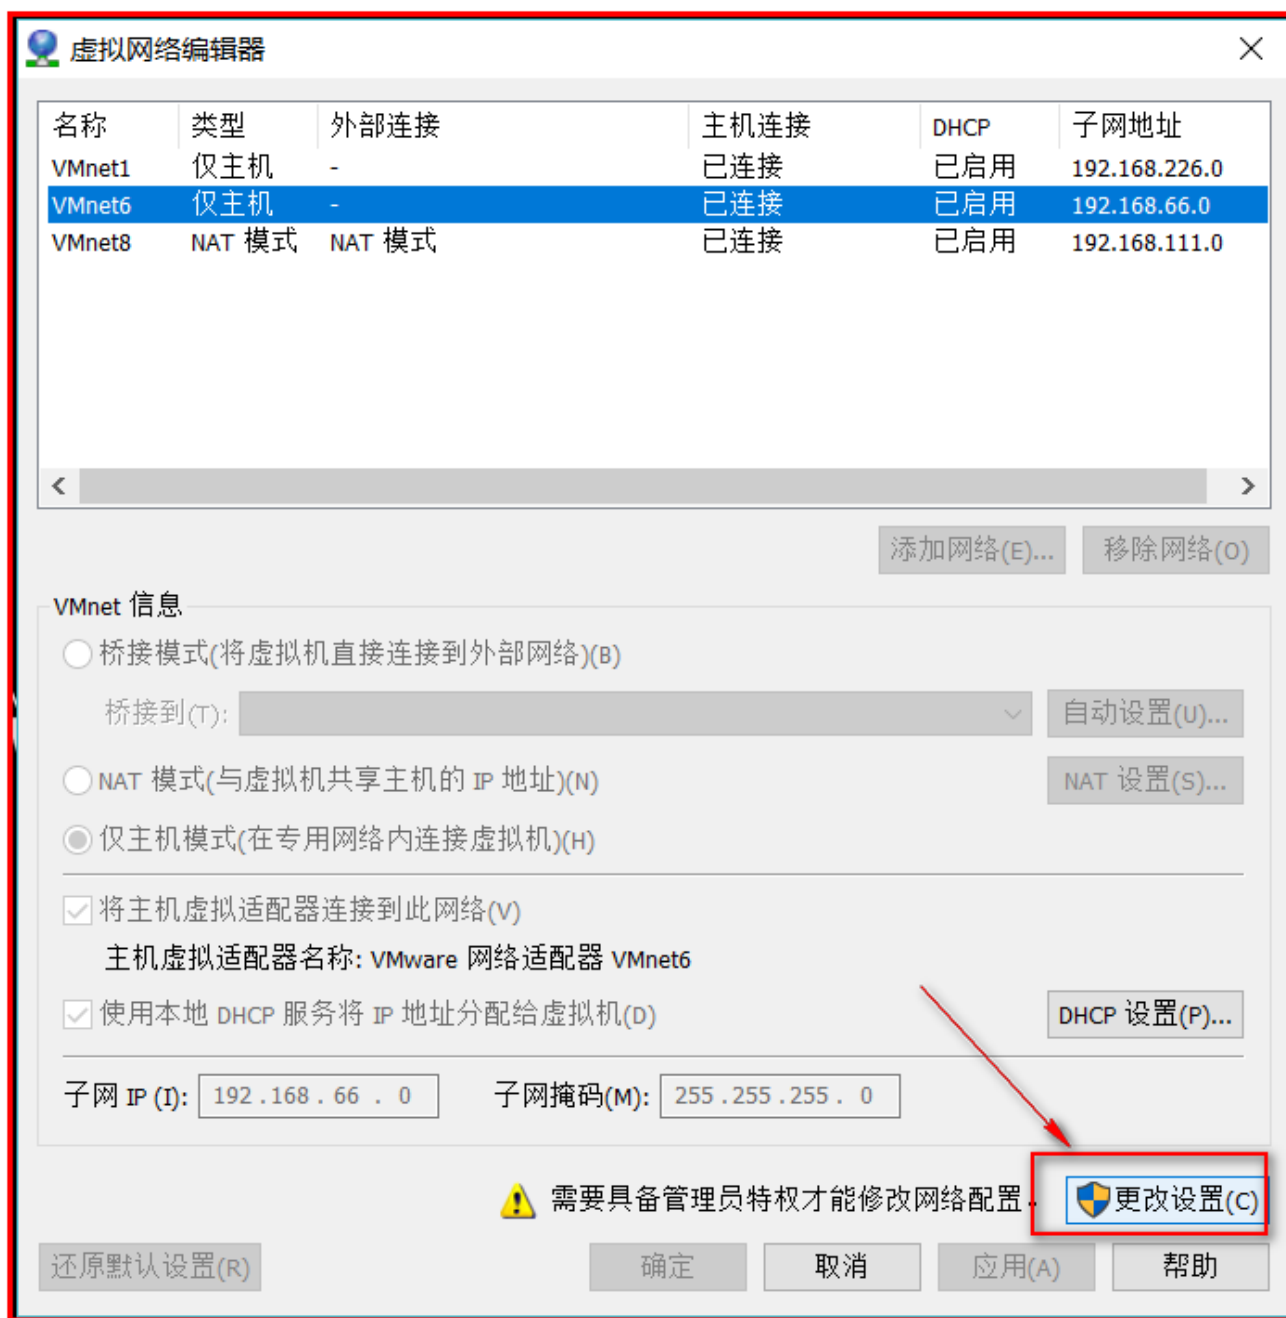 虚拟网络编辑器
名称 类型 外部连接 主机连接 DHCP 子网地址
VMnet1 仅主机 - 已连接 已启用 192.168.226.0
VMnet6 仅主机 - 已连接 已启用 192.168.66.0
VMnet8 NAT 模式 NAT 模式 已连接 已启用 192.168.111.0
添加网络(E)... 移除网络(O)
VMnet 信息
桥接模式(将虚拟机直接连接到外部网络)(B)
桥接到(T): 自动设置(U)...
NAT 模式(与虚拟机共享主机的 IP 地址)(N) NAT 设置(S)...
仅主机模式(在专用网络内连接虚拟机)(H)
将主机虚拟适配器连接到此网络(V)
主机虚拟适配器名称: VMware 网络适配器 VMnet6
使用本地 DHCP 服务将 IP 地址分配给虚拟机(D) DHCP 设置(P)...
子网 IP (I): 192.168.66.0 子网掩码(M): 255.255.255.0
需要具备管理员特权才能修改网络配置. 更改设置(C)
还原默认设置(R) 确定 取消 应用(A) 帮助